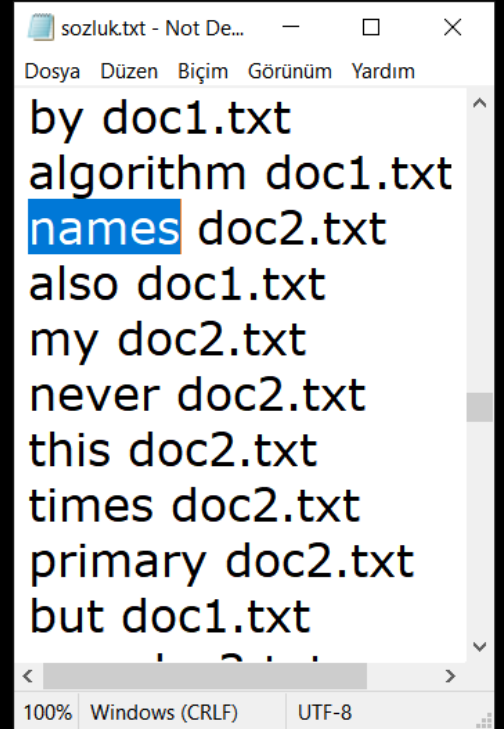 sozluk.txt - Not De...
Dosya Düzen Biçim Görünüm Yardım
by doc1.txt
algorithm doc1.txt
names doc2.txt
also doc1.txt
my doc2.txt
never doc2.txt
this doc2.txt
times doc2.txt
primary doc2.txt
but doc1.txt
100% Windows (CRLF) UTF-8